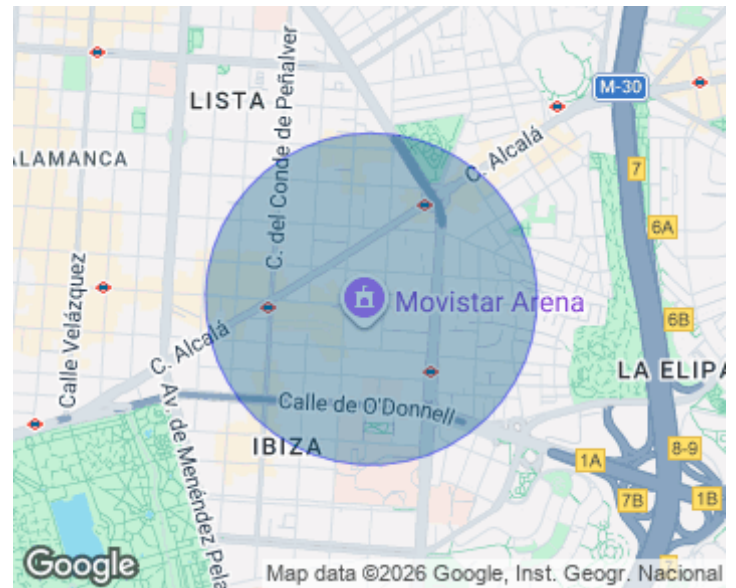 LISTA
M-30
ALAMANCA
C. del Conde de Peñalver
C. Alcalá
7
6A
Calle Velázquez
Movistar Arena
6B
C. Alcalá
LA ELIPA
Av. de Menéndez Pela
Calle de O'Donnell
IBIZA
1A
8-9
7B
1B
Google
Map data ©2026 Google, Inst. Geogr. Nacional